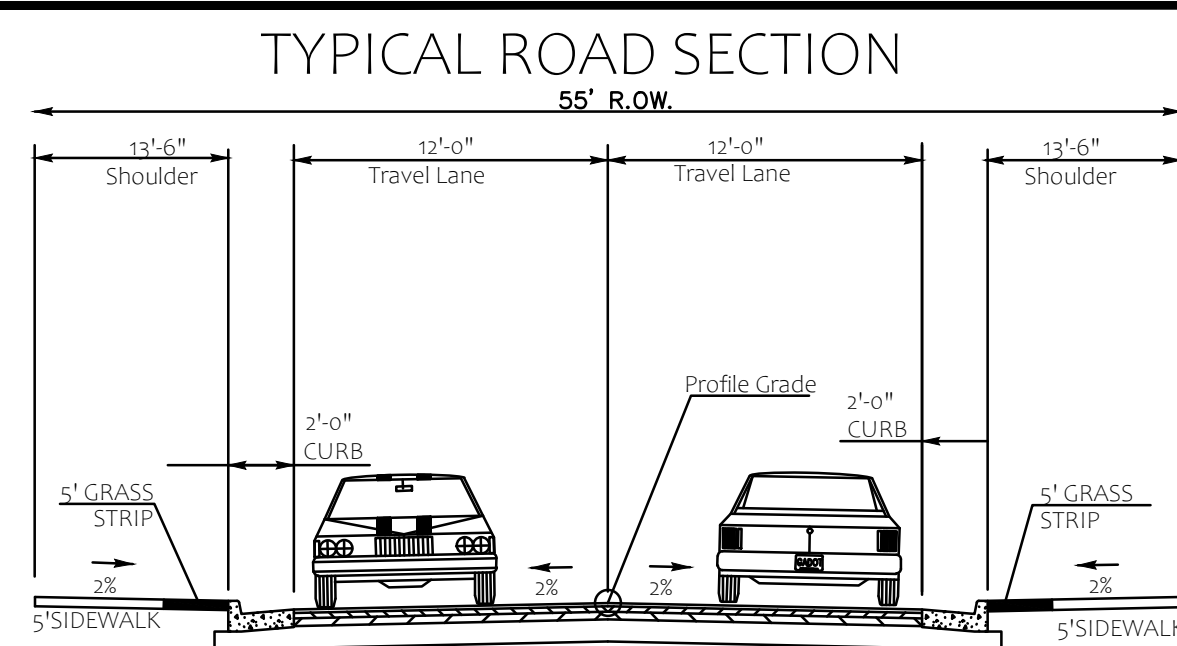 TYPICAL ROAD SECTION
55' R.OW.
13'-6"
Shoulder
12'-0"
Travel Lane
12'-0"
Travel Lane
13'-6"
Shoulder
Profile Grade
2'-0"
CURB
2'-0"
CURB
5' GRASS
STRIP
5' GRASS
STRIP
2%
2%
2%
2%
GADOT
5'SIDEWALK
5'SIDEWALK